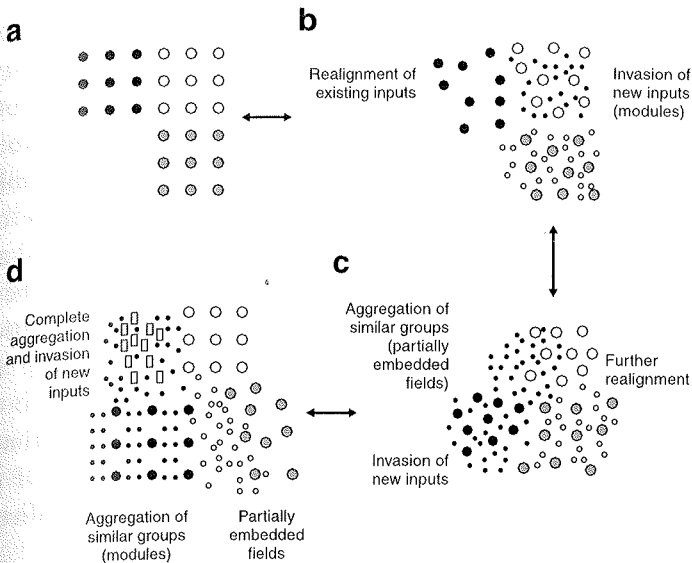 a
b
Realignment of
existing inputs
Invasion of
new inputs
(modules)
d
Complete
aggregation
and invasion
of new
inputs
Aggregation of
similar groups
(modules)
Partially
embedded
fields
c
Aggregation of
similar groups
(partially
embedded
fields)
Further
realignment
Invasion of
new inputs